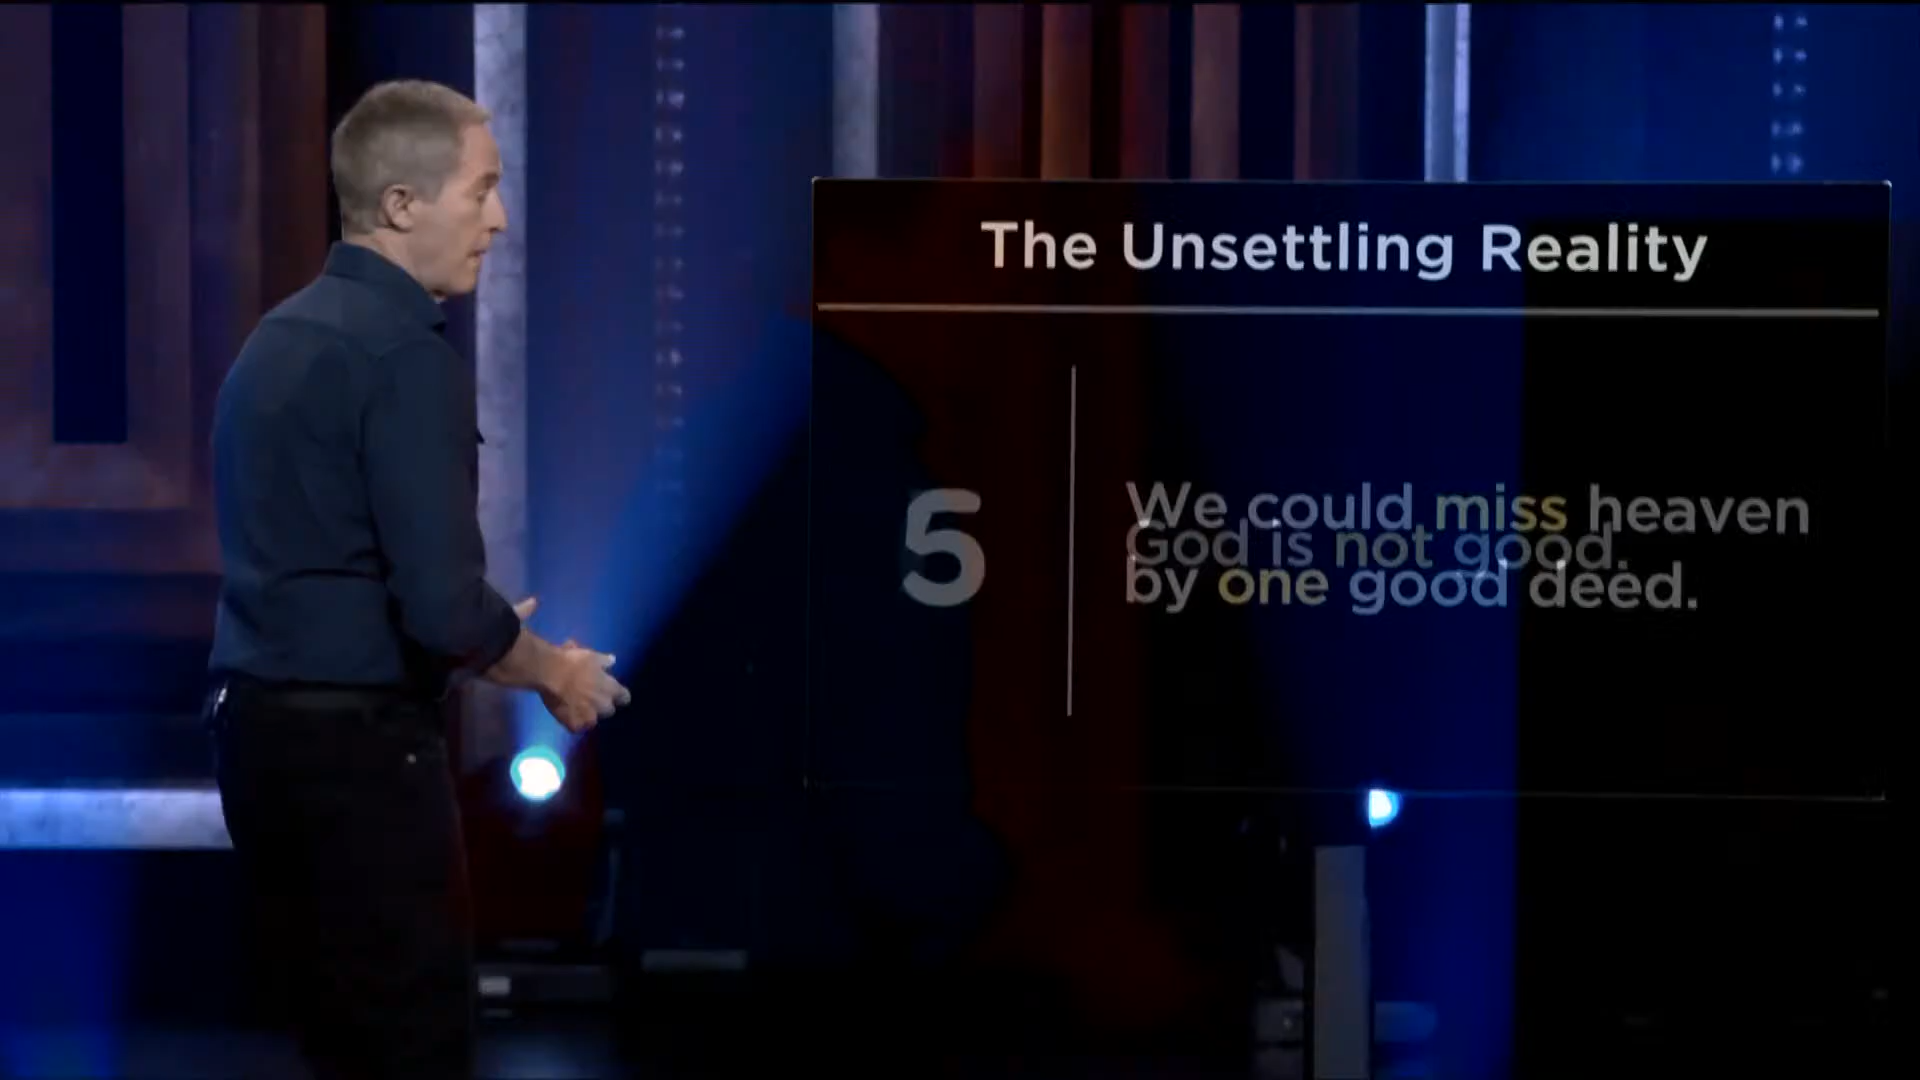 The Unsettling Reality
5
We could miss heaven
God is not good.
by one good deed.